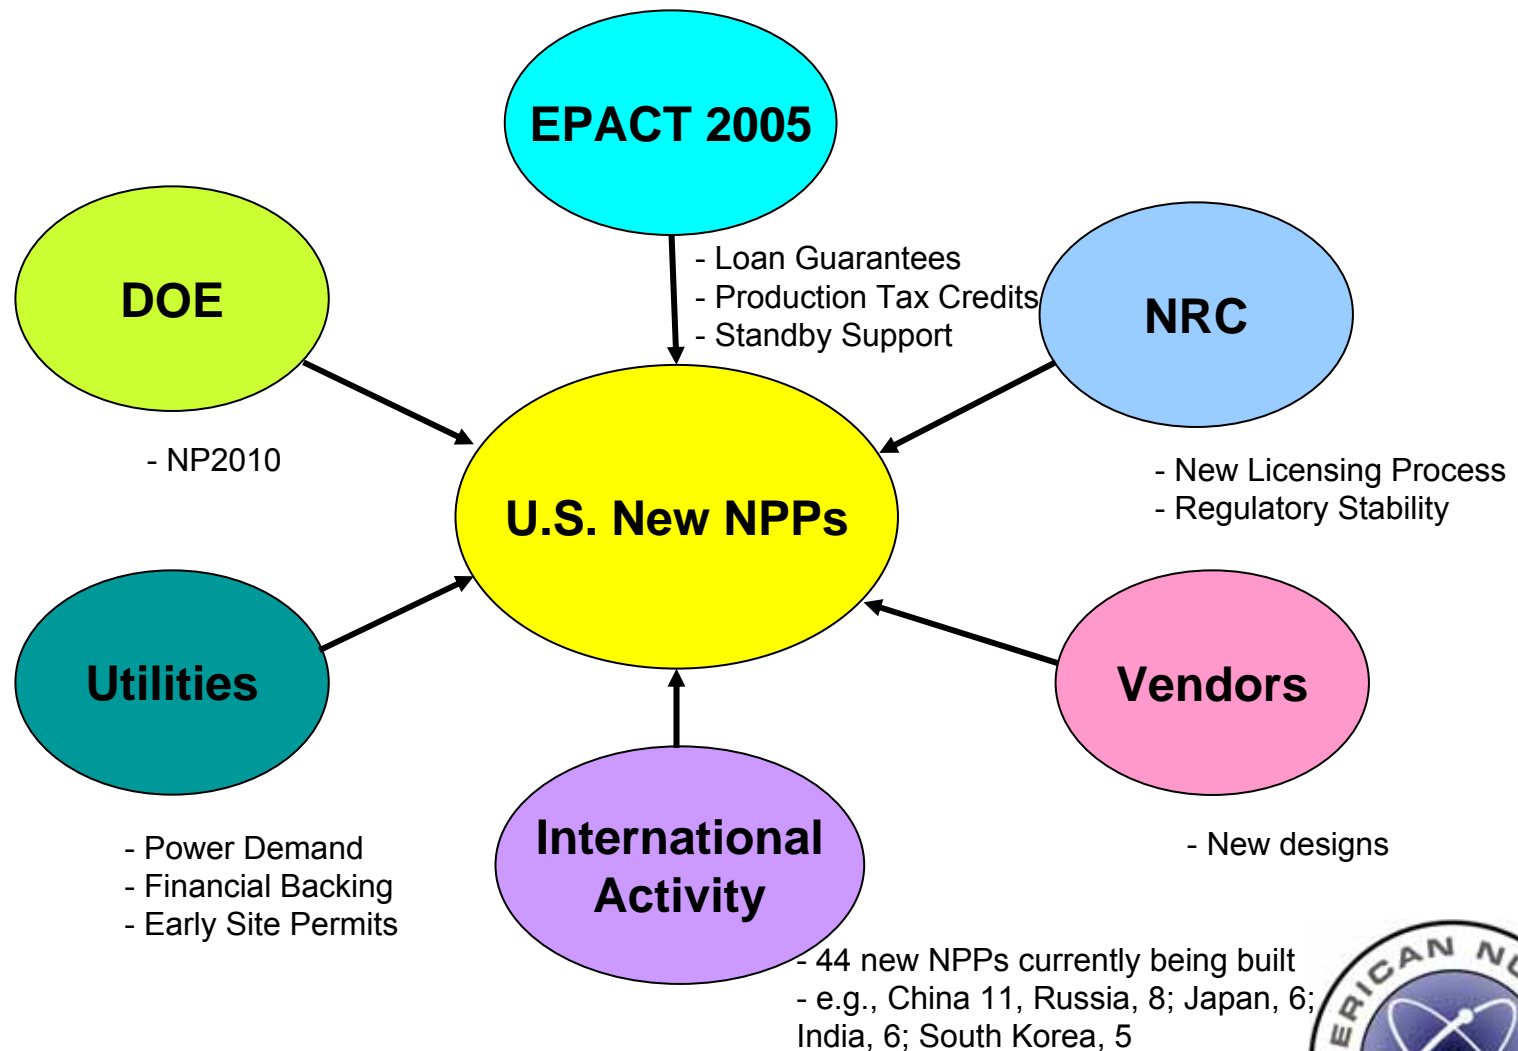 EPACT 2005
- Loan Guarantees
- Production Tax Credits
- Standby Support
DOE
- NP2010
NRC
- New Licensing Process
- Regulatory Stability
U.S. New NPPs
Utilities
- Power Demand
- Financial Backing
- Early Site Permits
International
Activity
- 44 new NPPs currently being built
- e.g., China 11, Russia, 8; Japan, 6;
India, 6; South Korea, 5
Vendors
- New designs